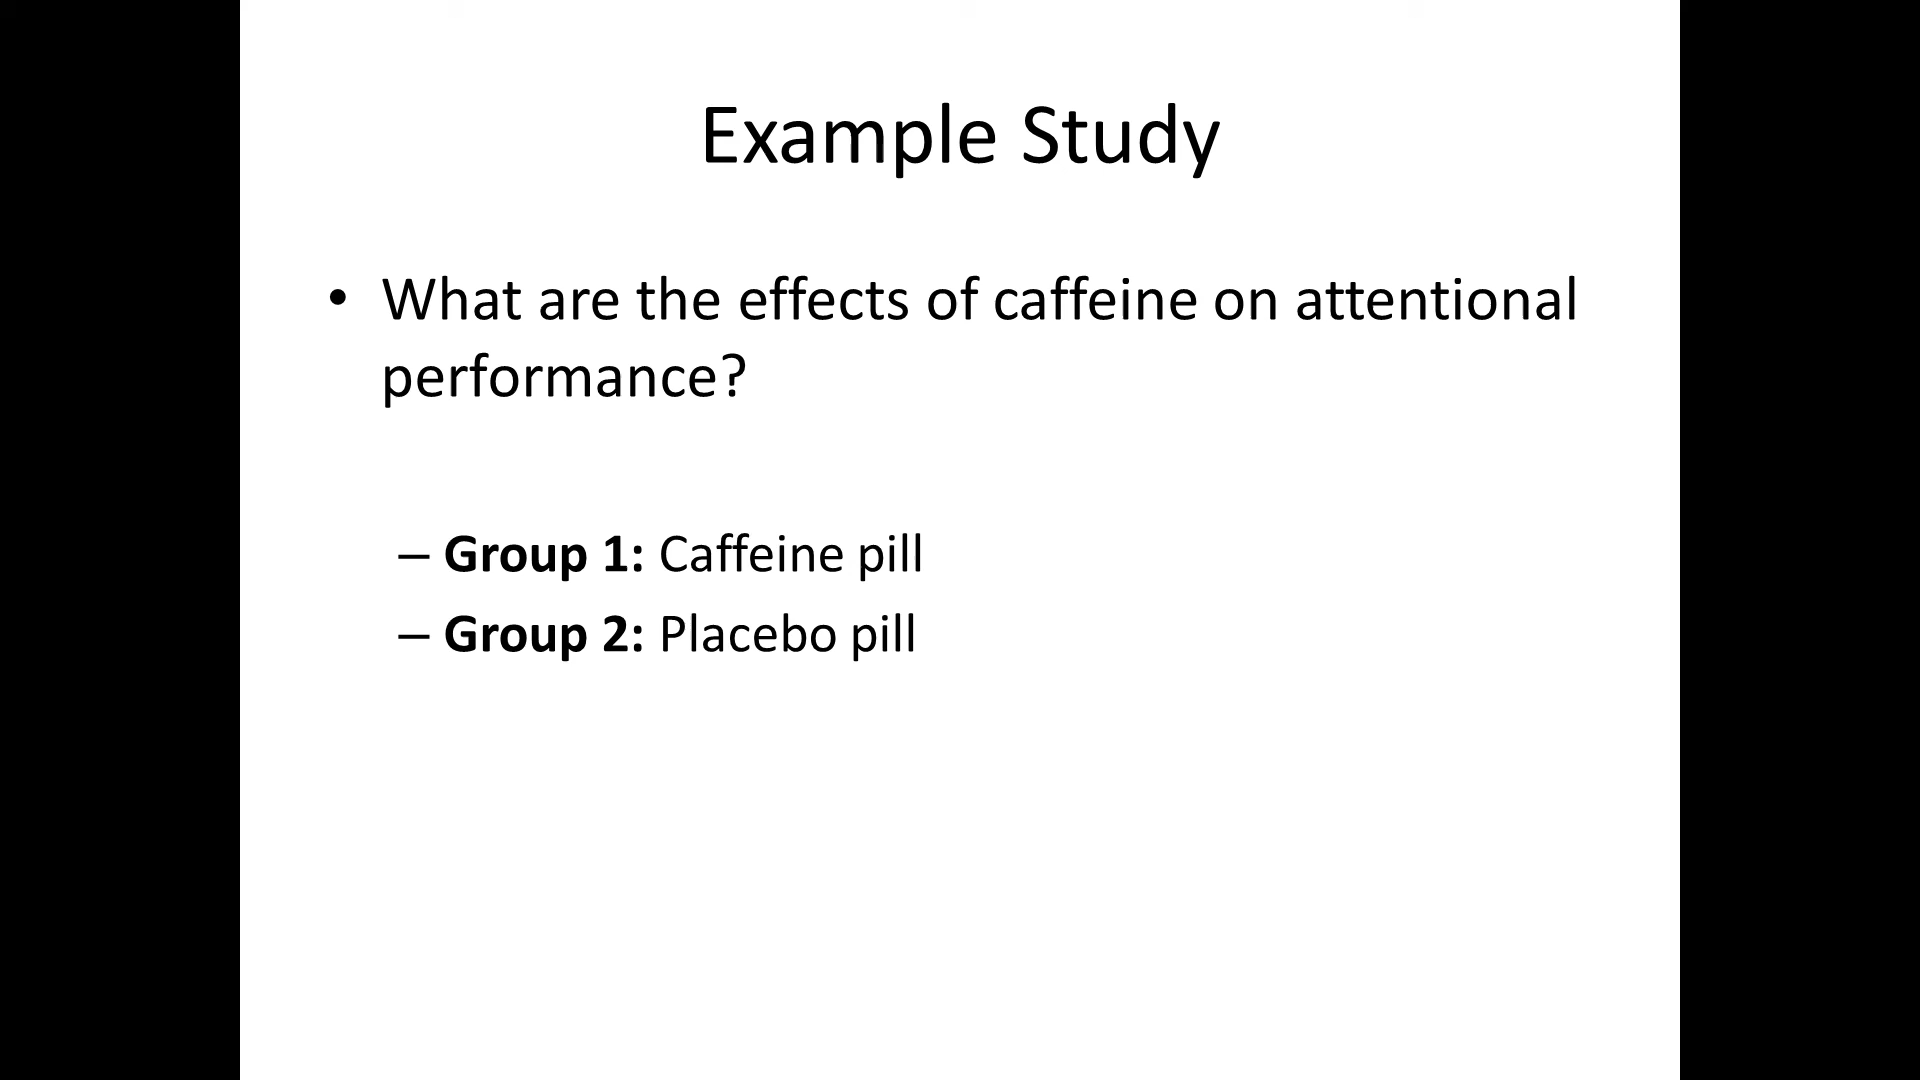 Example Study
• What are the effects of caffeine on attentional
performance?
– Group 1: Caffeine pill
– Group 2: Placebo pill